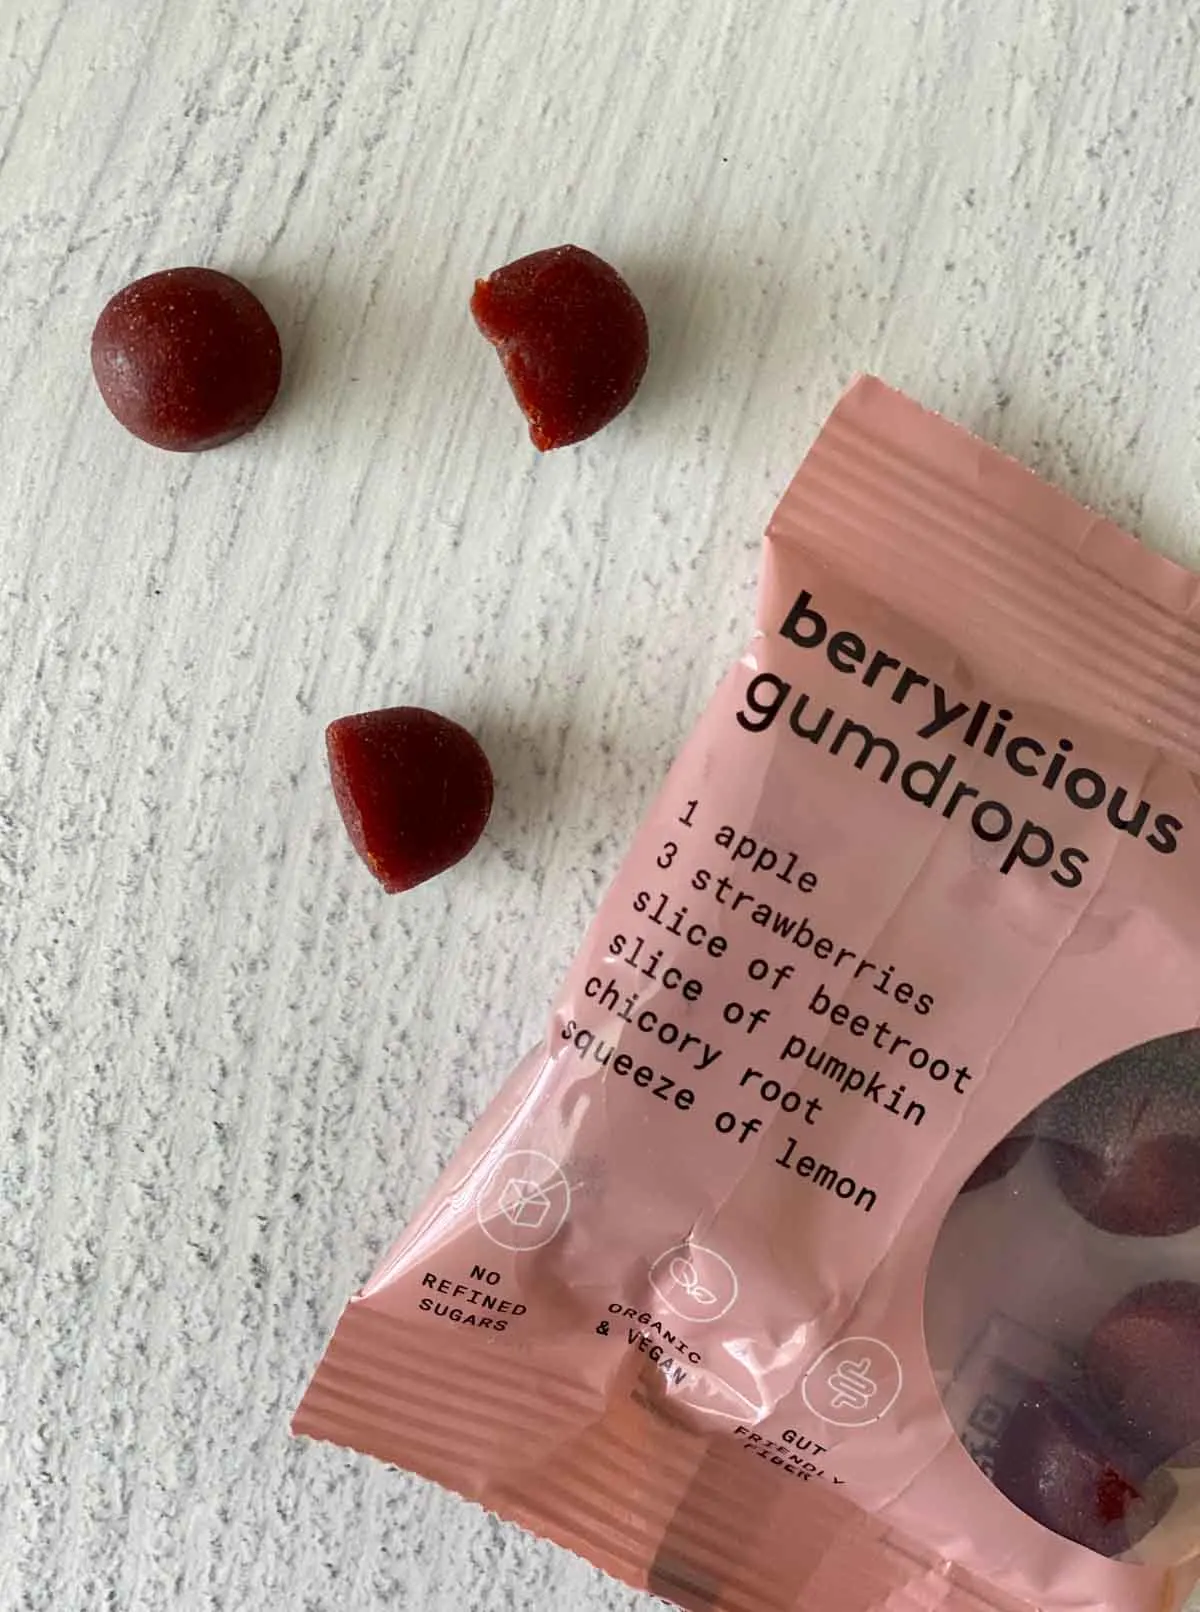 berrylicious
gumdrops
1 apple
3 strawberries
slice of beetroot
slice of pumpkin
chicory root
squeeze of lemon
NO
REFINED
SUGARS
ORGANIC
& VEGAN
GUT
FRIENDLY
FIBER